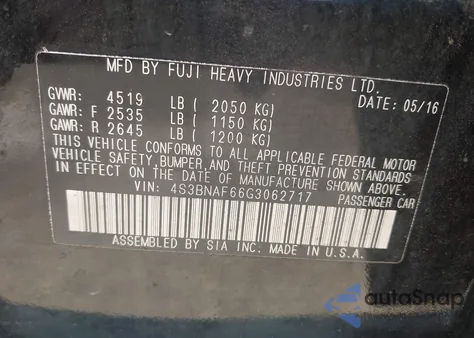 MFD BY FUJI HEAVY INDUSTRIES LTD.
GVWR: 4519 LB ( 2050 KG) DATE: 05/16
GAWR: F 2535 LB ( 1150 KG)
GAWR: R 2645 LB ( 1200 KG)
THIS VEHICLE CONFORMS TO ALL APPLICABLE FEDERAL MOTOR
VEHICLE SAFETY, BUMPER, AND THEFT PREVENTION STANDARDS
IN EFFECT ON THE DATE OF MANUFACTURE SHOWN ABOVE.
VIN: 4S3BNAF66G3062717 PASSENGER CAR
ASSEMBLED BY SIA INC. MADE IN U.S.A.
autoSnap